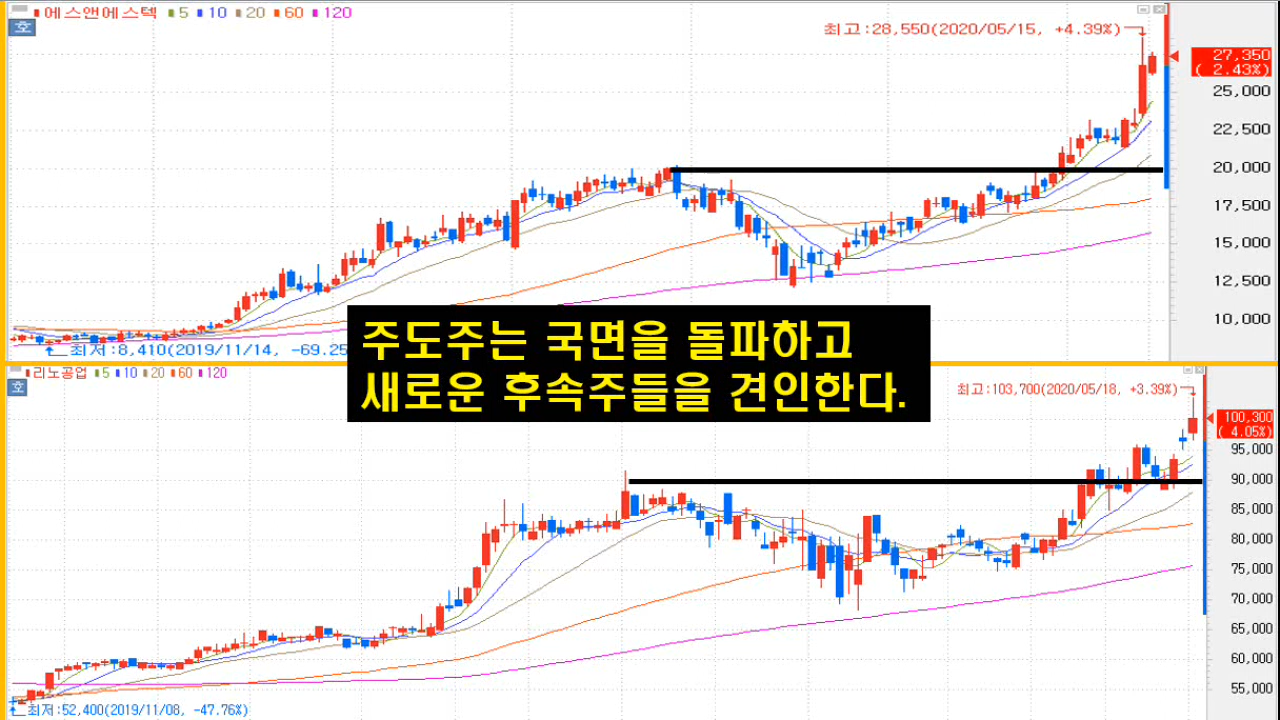 에스앤에스텍 5 10 20 60 120
호
최고:28,550(2020/05/15, +4.39%)
27,350
( 2.43%)
25,000
22,500
20,000
17,500
15,000
12,500
10,000
최저:8,410(2019/11/14, -69.25
주도주는 국면을 돌파하고
새로운 후속주들을 견인한다.
리노공업 5 10 20 60 120
호
최고:103,700(2020/05/18, +3.39%)
100,300
( 4.05%)
95,000
90,000
85,000
80,000
75,000
70,000
65,000
60,000
55,000
최저:52,400(2019/11/08, -47.76%)